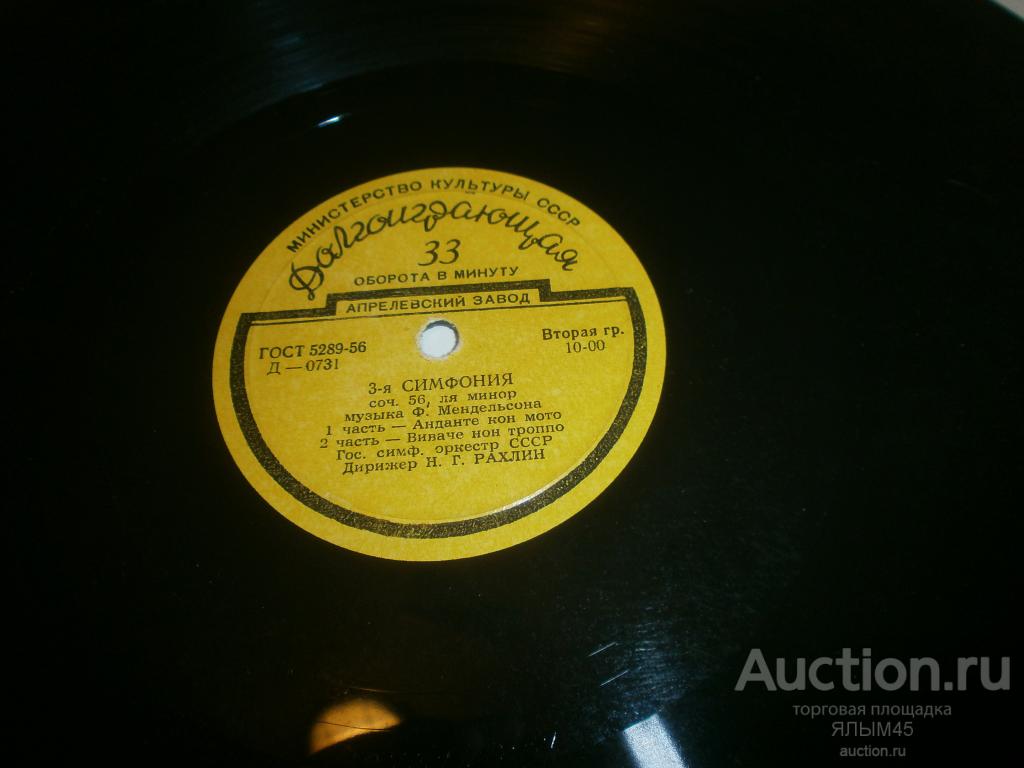 МИНИСТЕРСТВО КУЛЬТУРЫ СССР
Долгоиграющая
33
ОБОРОТА В МИНУТУ
АПРЕЛЕВСКИЙ ЗАВОД
ГОСТ 5289-56
Д — 0731
Вторая гр.
10-00
3-я СИМФОНИЯ
соч. 56, ля минор
музыка Ф. Мендельсона
1 часть — Анданте кон мото
2 часть — Виваче нон троппо
Гос. симф. оркестр СССР
Дирижер Н. Г. РАХЛИН
Auction.ru
торговая площадка
ЯЛЫМ45
auction.ru